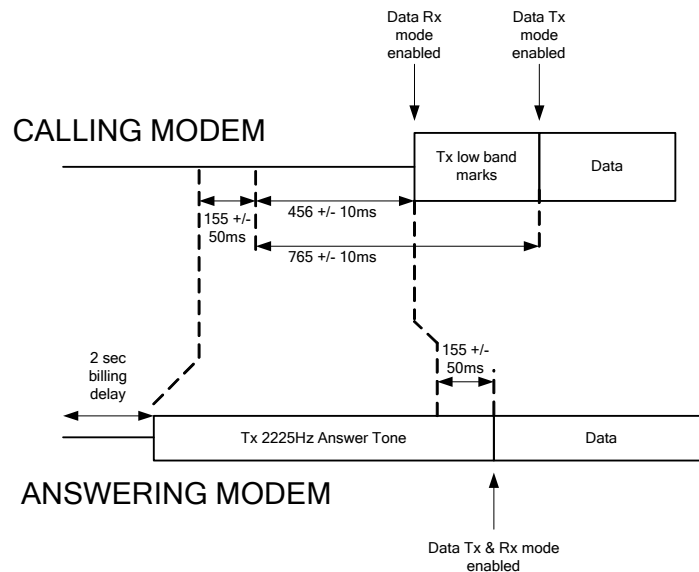 Data Rx
mode
enabled
Data Tx
mode
enabled
CALLING MODEM
Tx low band
marks
Data
155 +/-
50ms
456 +/- 10ms
765 +/- 10ms
2 sec
billing
delay
155 +/-
50ms
Tx 2225Hz Answer Tone
Data
ANSWERING MODEM
Data Tx & Rx mode
enabled